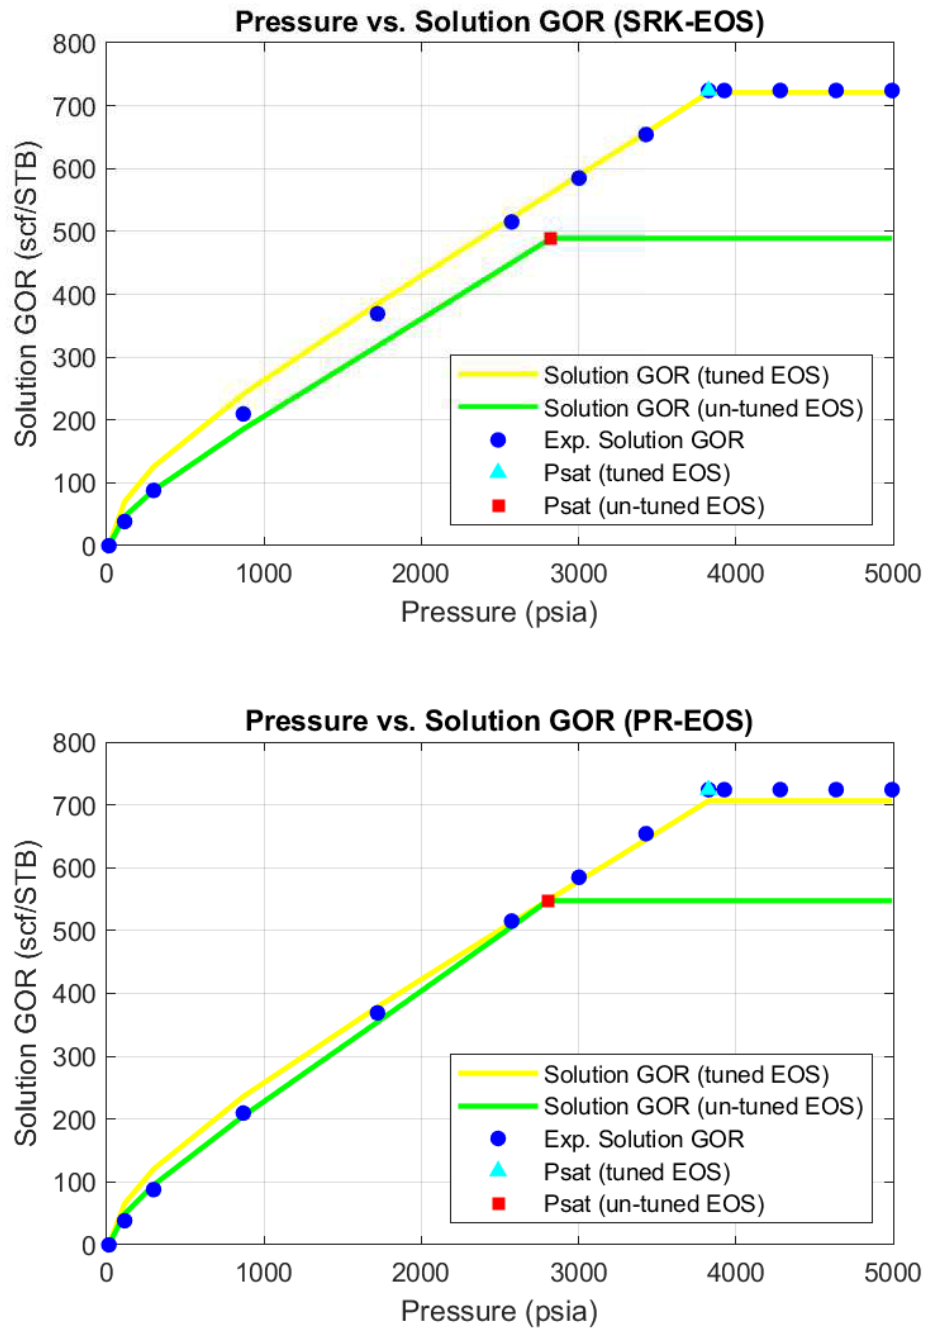 Pressure vs. Solution GOR (SRK-EOS)
Solution GOR (scf/STB)
800
700
600
500
400
300
200
100
0
Solution GOR (tuned EOS)
Solution GOR (un-tuned EOS)
Exp. Solution GOR
Psat (tuned EOS)
Psat (un-tuned EOS)
0 1000 2000 3000 4000 5000
Pressure (psia)
Pressure vs. Solution GOR (PR-EOS)
Solution GOR (scf/STB)
800
700
600
500
400
300
200
100
0
Solution GOR (tuned EOS)
Solution GOR (un-tuned EOS)
Exp. Solution GOR
Psat (tuned EOS)
Psat (un-tuned EOS)
0 1000 2000 3000 4000 5000
Pressure (psia)